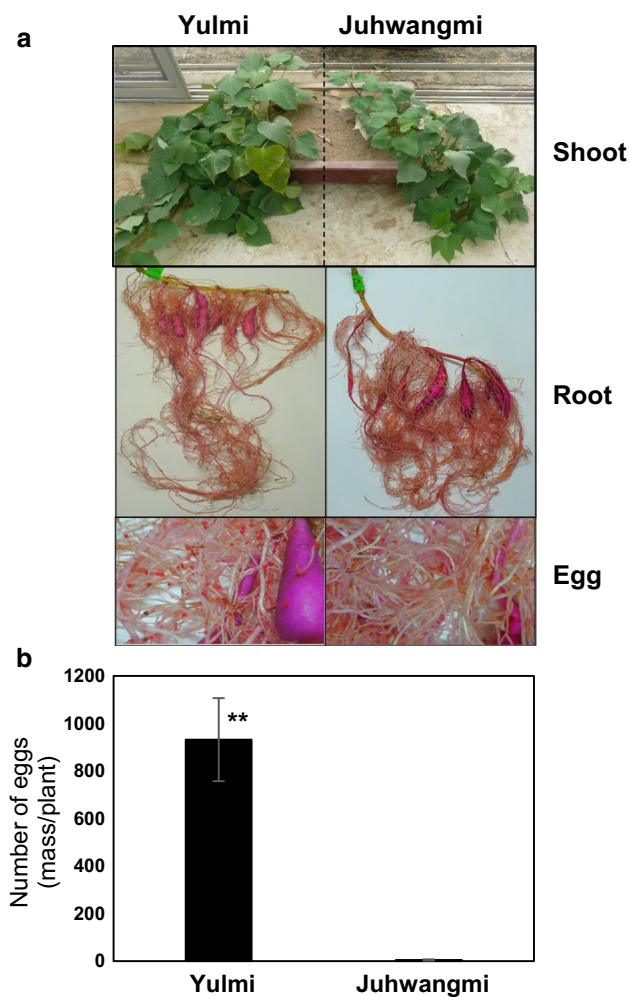 a
Yulmi Juhwangmi
Shoot
Root
Egg
b
Number of eggs
(mass/plant)
1200
1000
800
600
400
200
0
**
Yulmi Juhwangmi